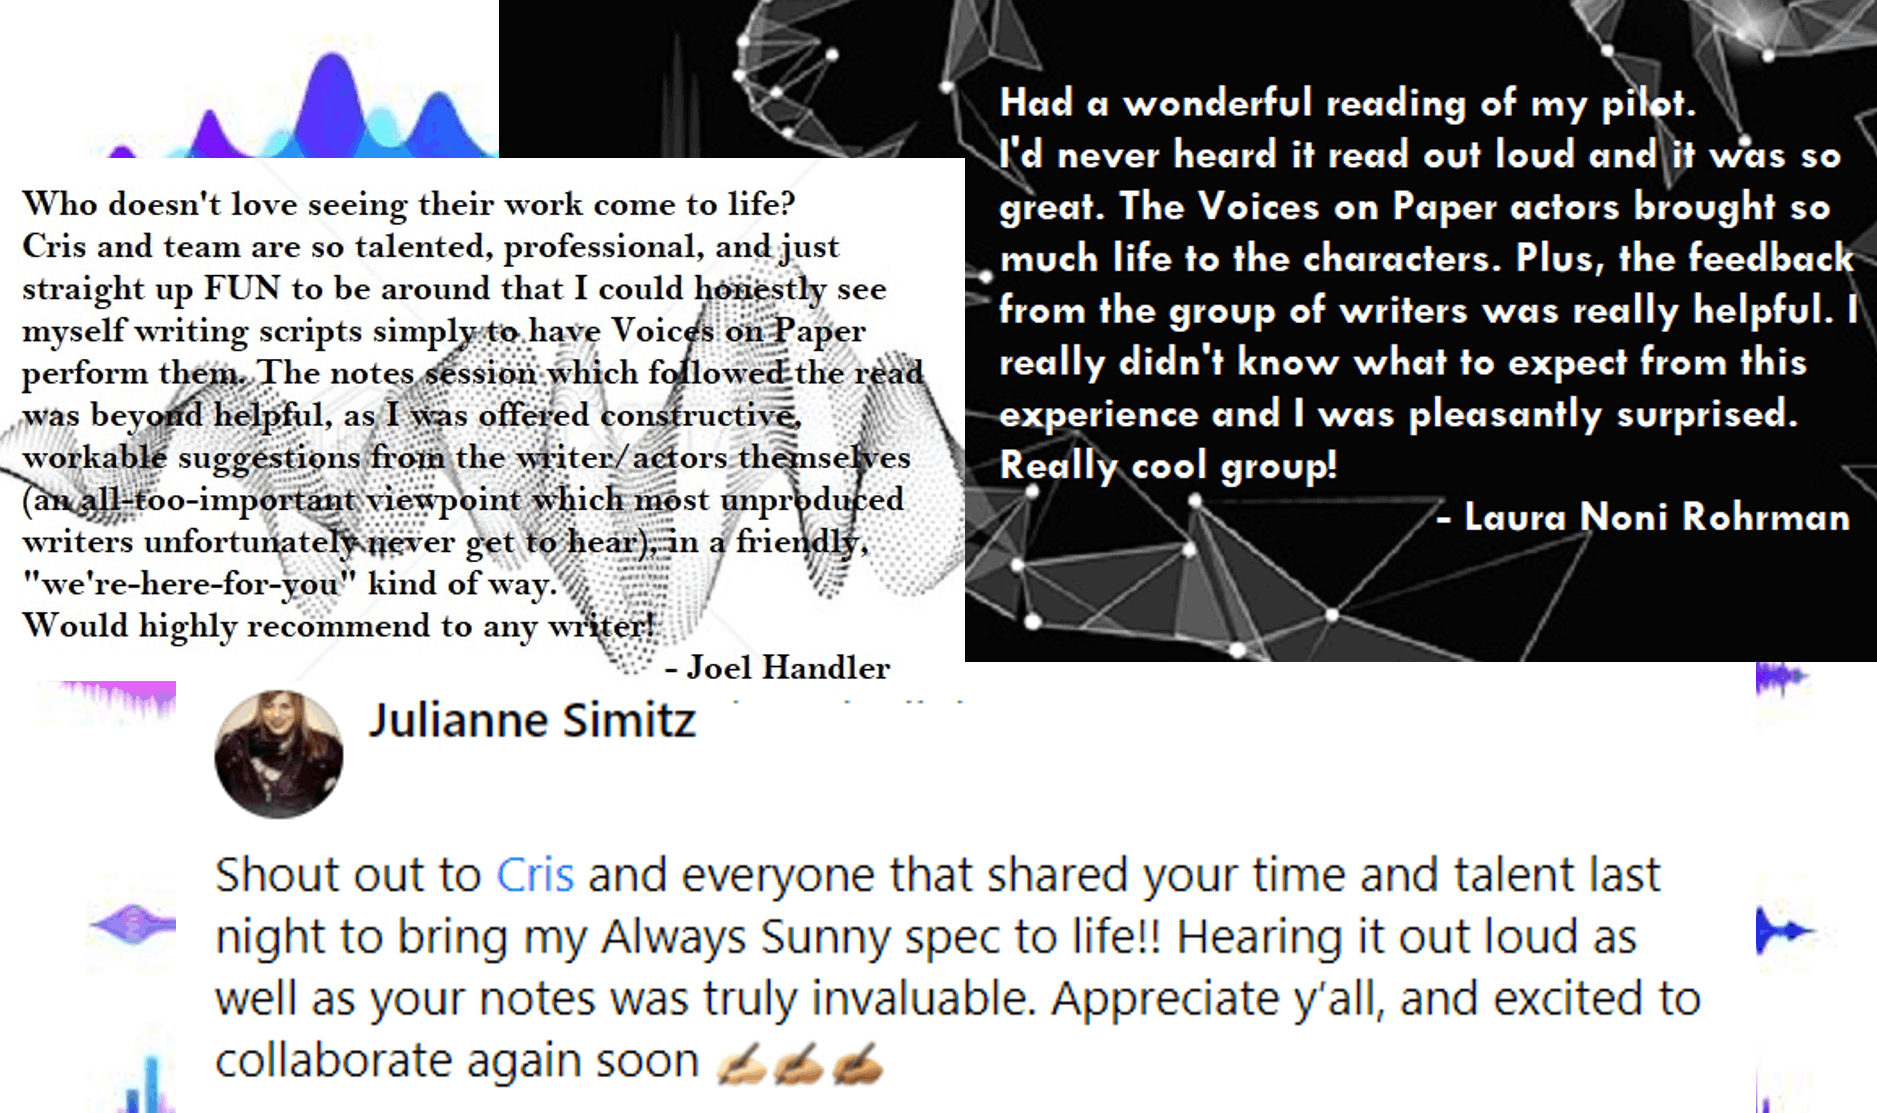 Who doesn't love seeing their work come to life?
Cris and team are so talented, professional, and just
straight up FUN to be around that I could honestly see
myself writing scripts simply to have Voices on Paper
perform them. The notes session which followed the read
was beyond helpful, as I was offered constructive,
workable suggestions from the writer/actors themselves
(an all-too-important viewpoint which most unproduced
writers unfortunately never get to hear), in a friendly,
"we're-here-for-you" kind of way.
Would highly recommend to any writer!
- Joel Handler
Had a wonderful reading of my pilot.
I'd never heard it read out loud and it was so
great. The Voices on Paper actors brought so
much life to the characters. Plus, the feedback
from the group of writers was really helpful. I
really didn't know what to expect from this
experience and I was pleasantly surprised.
Really cool group!
- Laura Noni Rohrman
Julianne Simitz
Shout out to Cris and everyone that shared your time and talent last
night to bring my Always Sunny spec to life!! Hearing it out loud as
well as your notes was truly invaluable. Appreciate y'all, and excited to
collaborate again soon ✍🏼✍🏽✍🏾